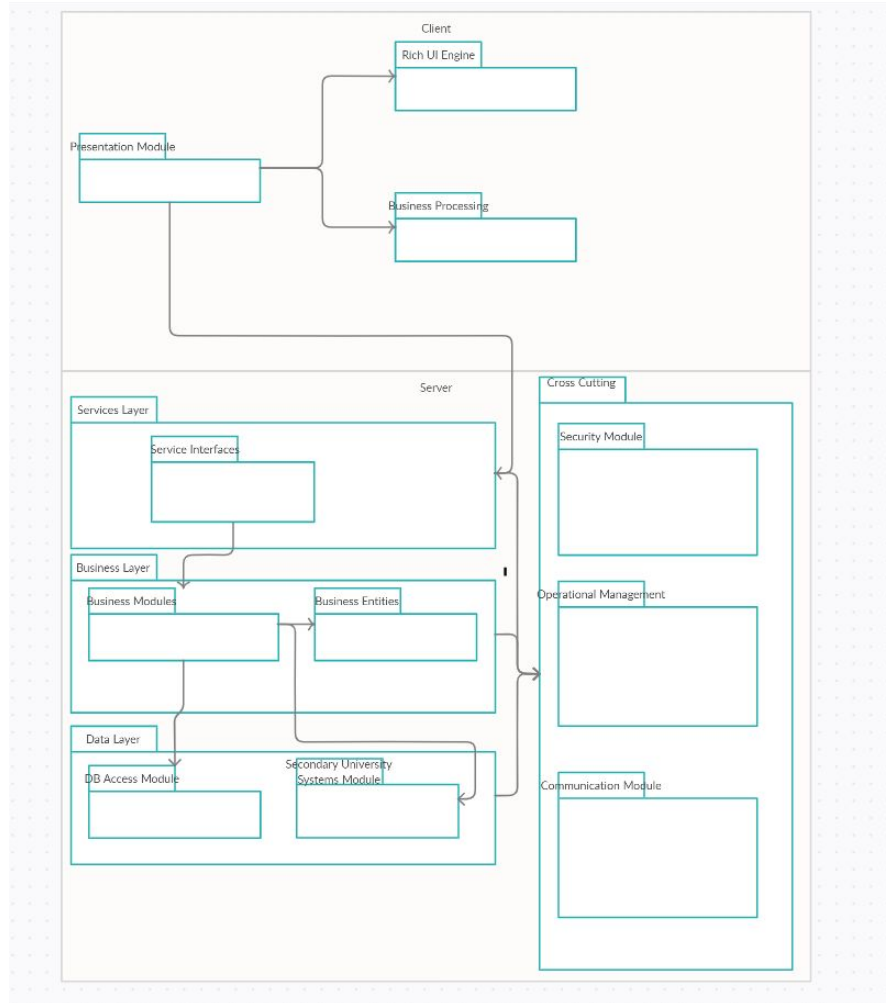 Client
Rich UI Engine
Presentation Module
Business Processing
Server
Cross Cutting
Services Layer
Security Module
Service Interfaces
Business Layer
Business Modules
Business Entities
Operational Management
Data Layer
Secondary University
Systems Module
DB Access Module
Communication Module